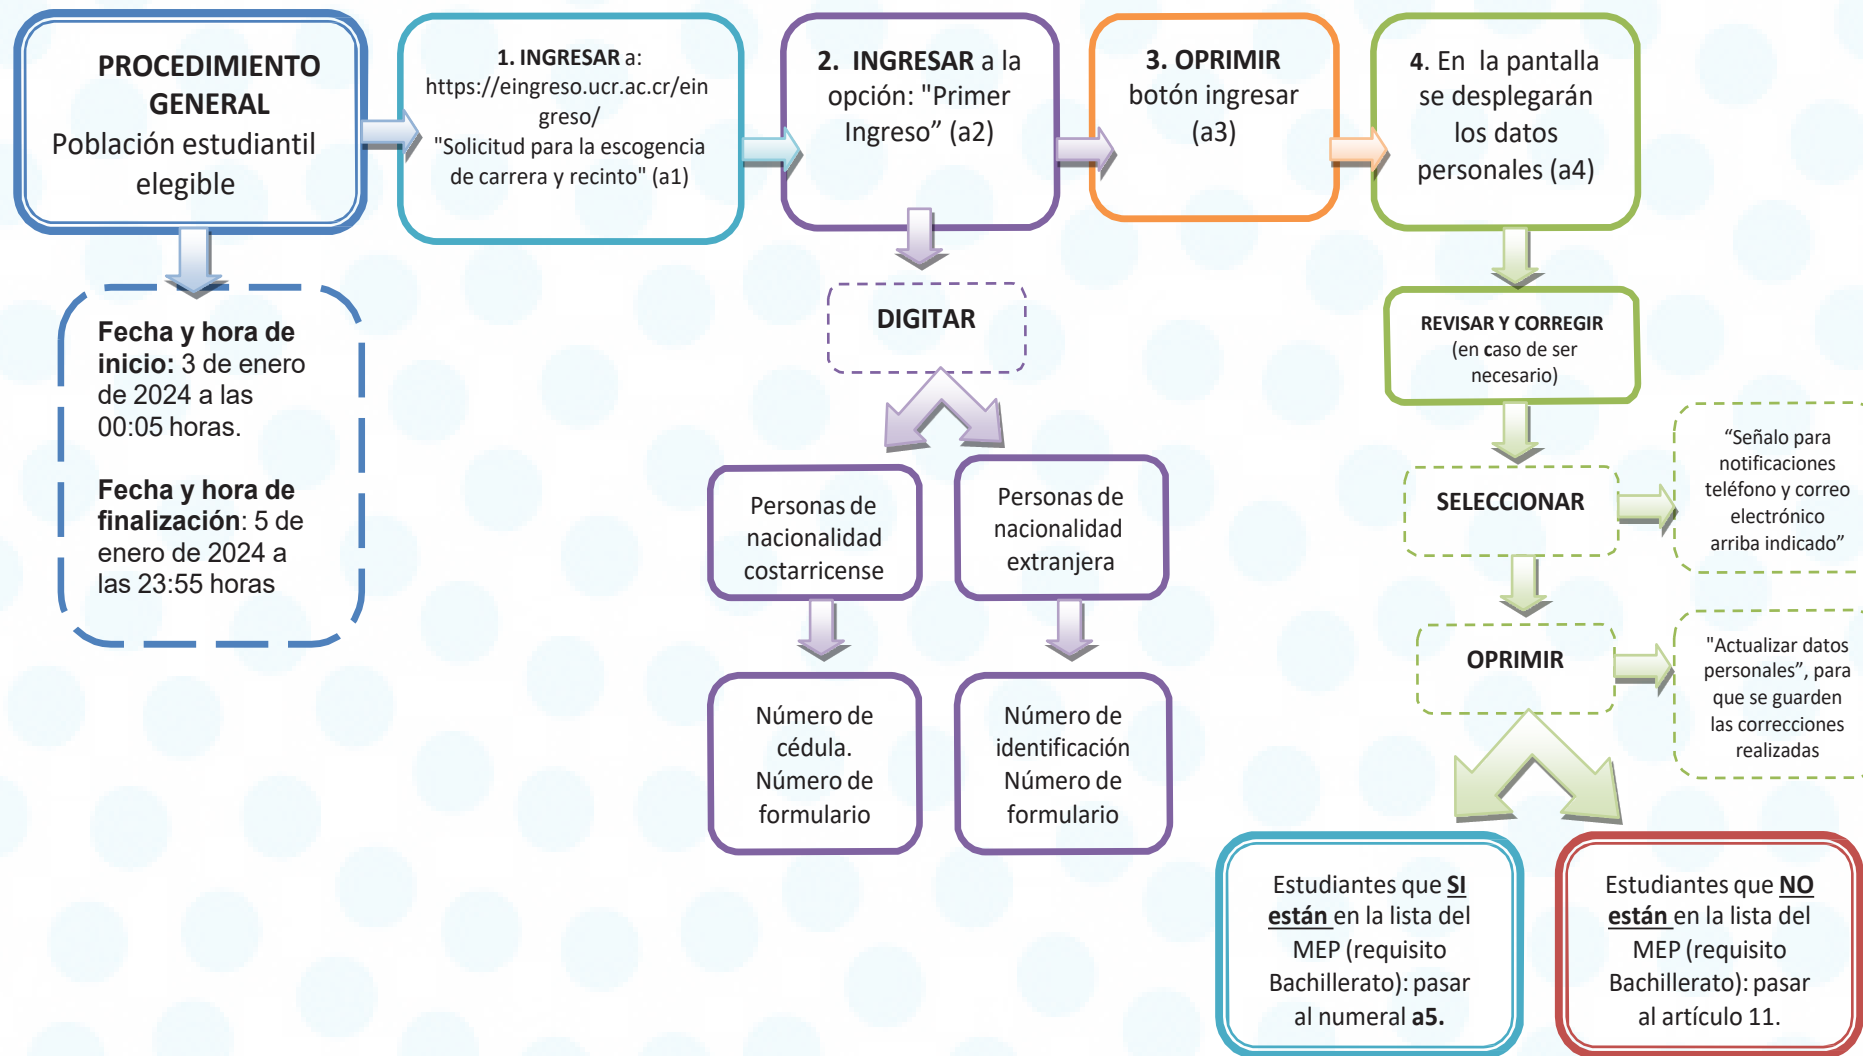 PROCEDIMIENTO
GENERAL
Población estudiantil
elegible
1. INGRESAR a:
https://eingreso.ucr.ac.cr/ein
greso/
"Solicitud para la escogencia
de carrera y recinto" (a1)
2. INGRESAR a la
opción: "Primer
Ingreso” (a2)
3. OPRIMIR
botón ingresar
(a3)
4. En la pantalla
se desplegarán
los datos
personales (a4)
Fecha y hora de
inicio: 3 de enero
de 2024 a las
00:05 horas.
Fecha y hora de
finalización: 5 de
enero de 2024 a
las 23:55 horas
DIGITAR
Personas de
nacionalidad
costarricense
Personas de
nacionalidad
extranjera
Número de
cédula.
Número de
formulario
Número de
identificación
Número de
formulario
REVISAR Y CORREGIR
(en caso de ser
necesario)
SELECCIONAR
“Señalo para
notificaciones
teléfono y correo
electrónico
arriba indicado”
OPRIMIR
"Actualizar datos
personales”, para
que se guarden
las correcciones
realizadas
Estudiantes que SI
están en la lista del
MEP (requisito
Bachillerato): pasar
al numeral a5.
Estudiantes que NO
están en la lista del
MEP (requisito
Bachillerato): pasar
al artículo 11.